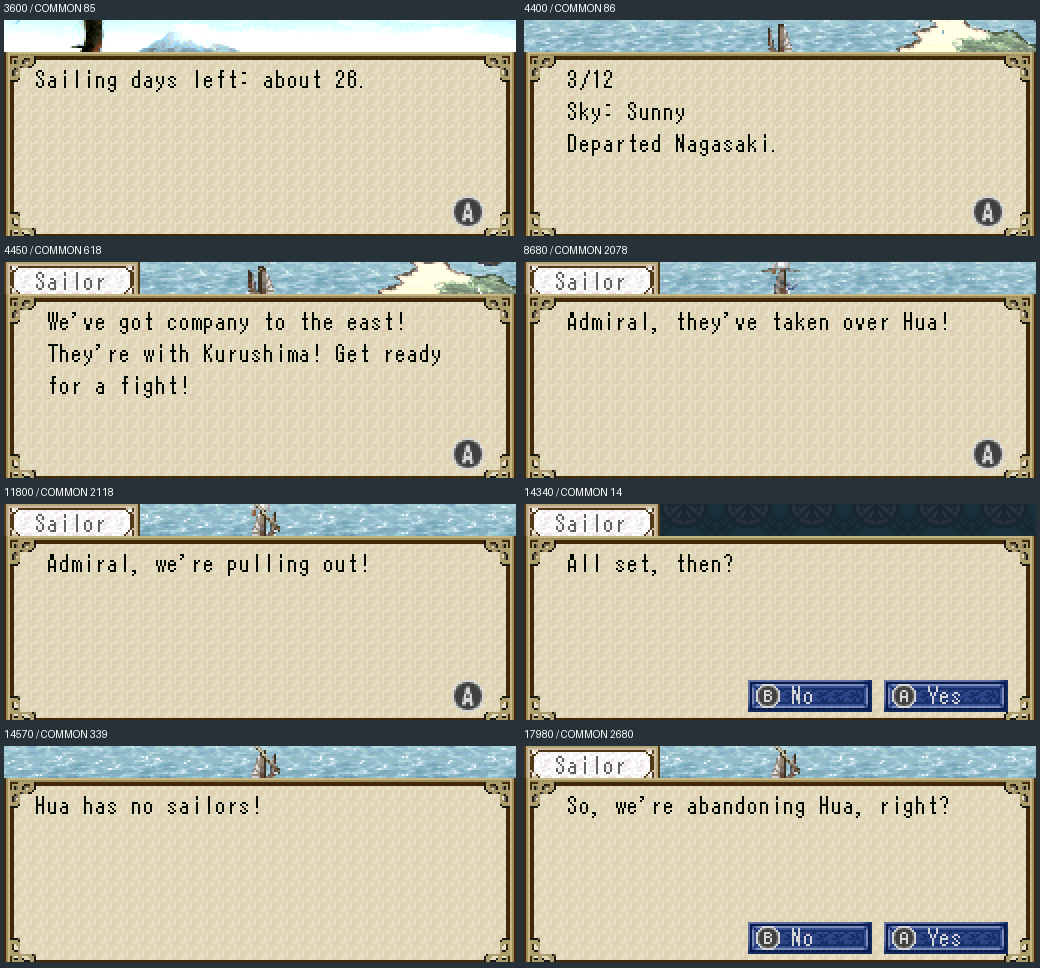 3600 / COMMON 85
Sailing days left: about 26.
A
4400 / COMMON 86
3/12
Sky: Sunny
Departed Nagasaki.
A
4450 / COMMON 618
Sailor
We've got company to the east!
They're with Kurushima! Get ready
for a fight!
A
8680 / COMMON 2078
Sailor
Admiral, they've taken over Hua!
A
11800 / COMMON 2118
Sailor
Admiral, we're pulling out!
A
14340 / COMMON 14
Sailor
All set, then?
B No
A Yes
14570 / COMMON 339
Hua has no sailors!
17980 / COMMON 2680
Sailor
So, we're abandoning Hua, right?
B No
A Yes